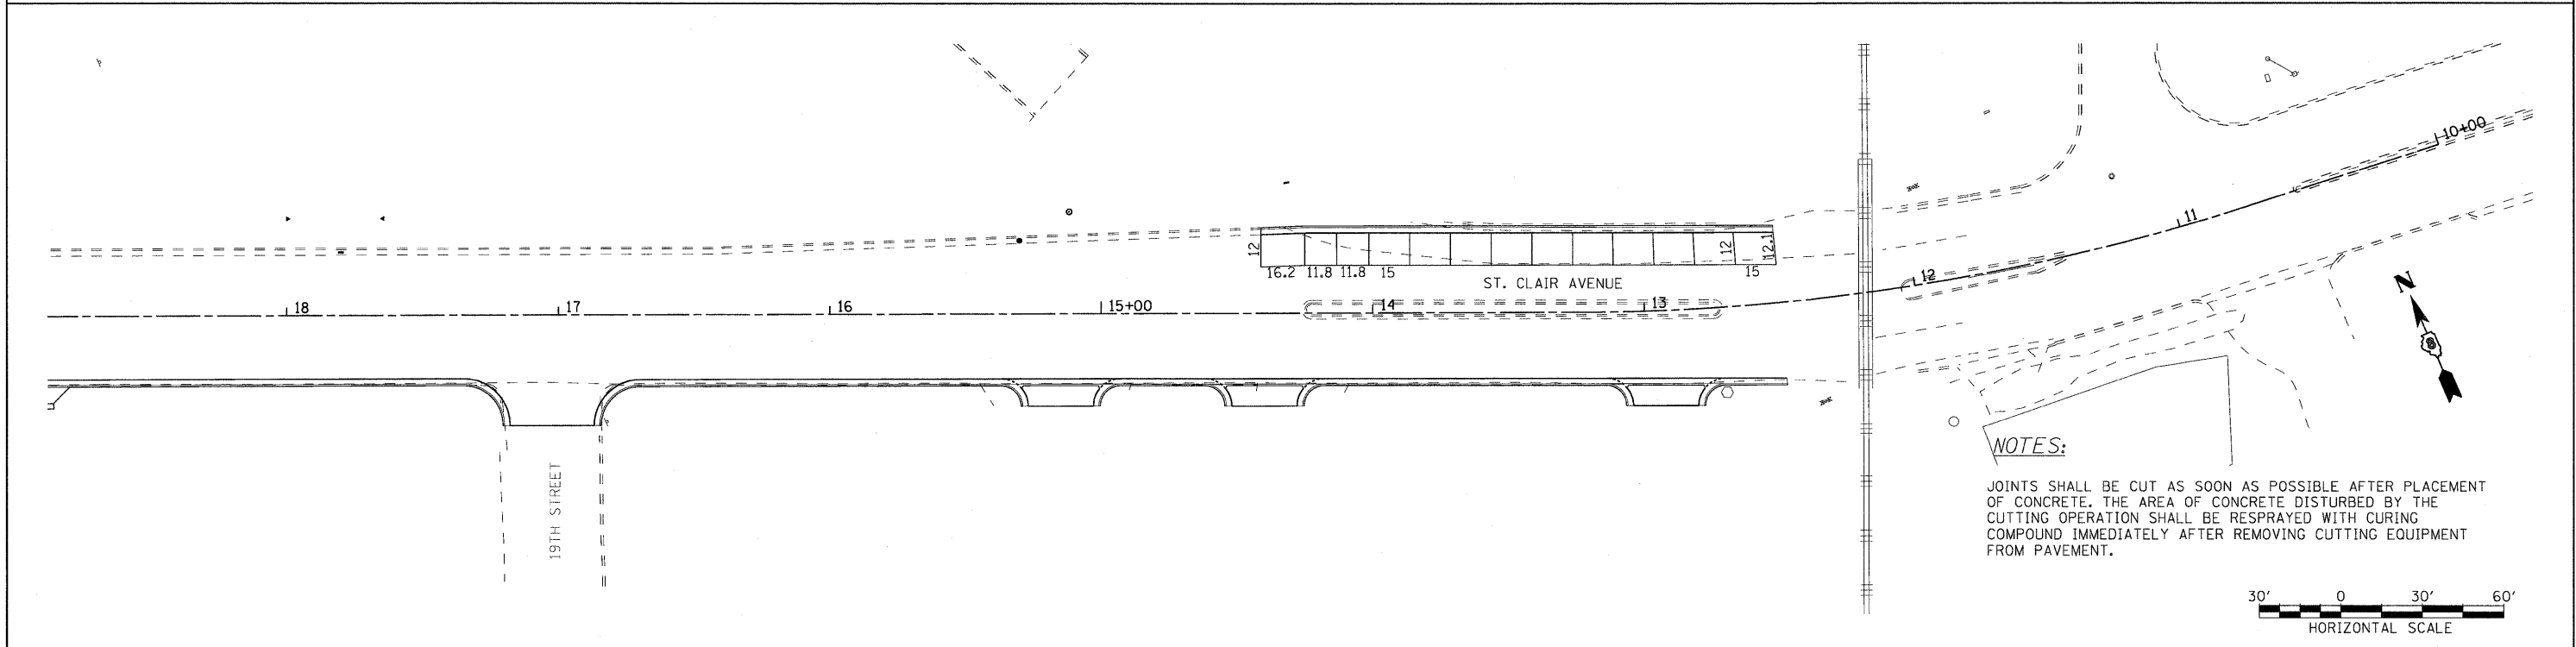 10+00
11
12
12
12
12.1
16.2 11.8 11.8 15
15
ST. CLAIR AVENUE
18
17
16
15+00
14
13
N
19TH STREET
NOTES:
JOINTS SHALL BE CUT AS SOON AS POSSIBLE AFTER PLACEMENT
OF CONCRETE. THE AREA OF CONCRETE DISTURBED BY THE
CUTTING OPERATION SHALL BE RESPRAYED WITH CURING
COMPOUND IMMEDIATELY AFTER REMOVING CUTTING EQUIPMENT
FROM PAVEMENT.
30' 0 30' 60'
HORIZONTAL SCALE